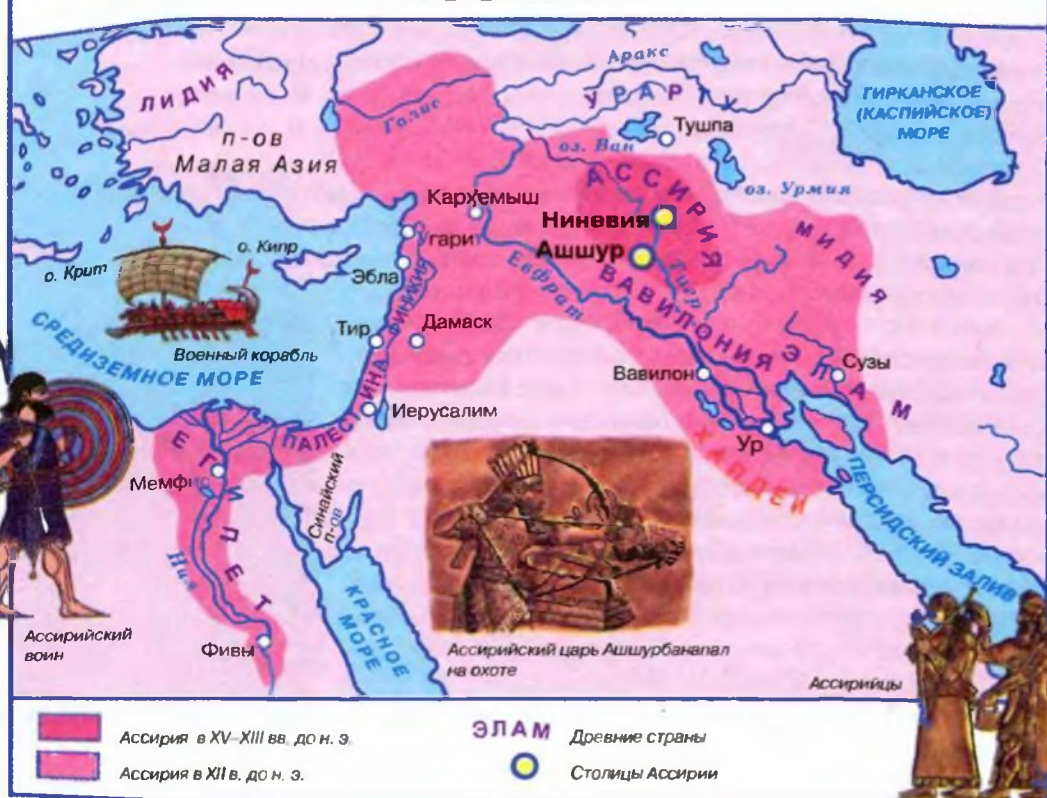 ЛИДИЯ
п-ов
Малая Азия
Галис
Аракс
УРАРТУ
Тушпа
оз. Ван
оз. Урмия
ГИРКАНСКОЕ
(КАСПИЙСКОЕ)
МОРЕ
АССИРИЯ
Каркемыш
Ниневия
Ашшур
МИДИЯ
Угарит
о. Крит
о. Кипр
Эбла
ФИНИКИЯ
Евфрат
Тигр
ВАВИЛОНИЯ
Тир
Дамаск
Военный корабль
СРЕДИЗЕМНОЕ МОРЕ
ЭЛАМ
Сузы
Вавилон
ПАЛЕСТИНА
Иерусалим
Ур
ХАЛДЕИ
ЕГИПЕТ
Мемфис
Синайский
п-ов
ПЕРСИДСКИЙ ЗАЛИВ
Нил
КРАСНОЕ
МОРЕ
Фивы
Ассирийский
воин
Ассирийский царь Ашшурбанапал
на охоте
Ассирийцы
Ассирия в XV–XIII вв. до н. э.
Ассирия в XII в. до н. э.
ЭЛАМ Древние страны
Столицы Ассирии